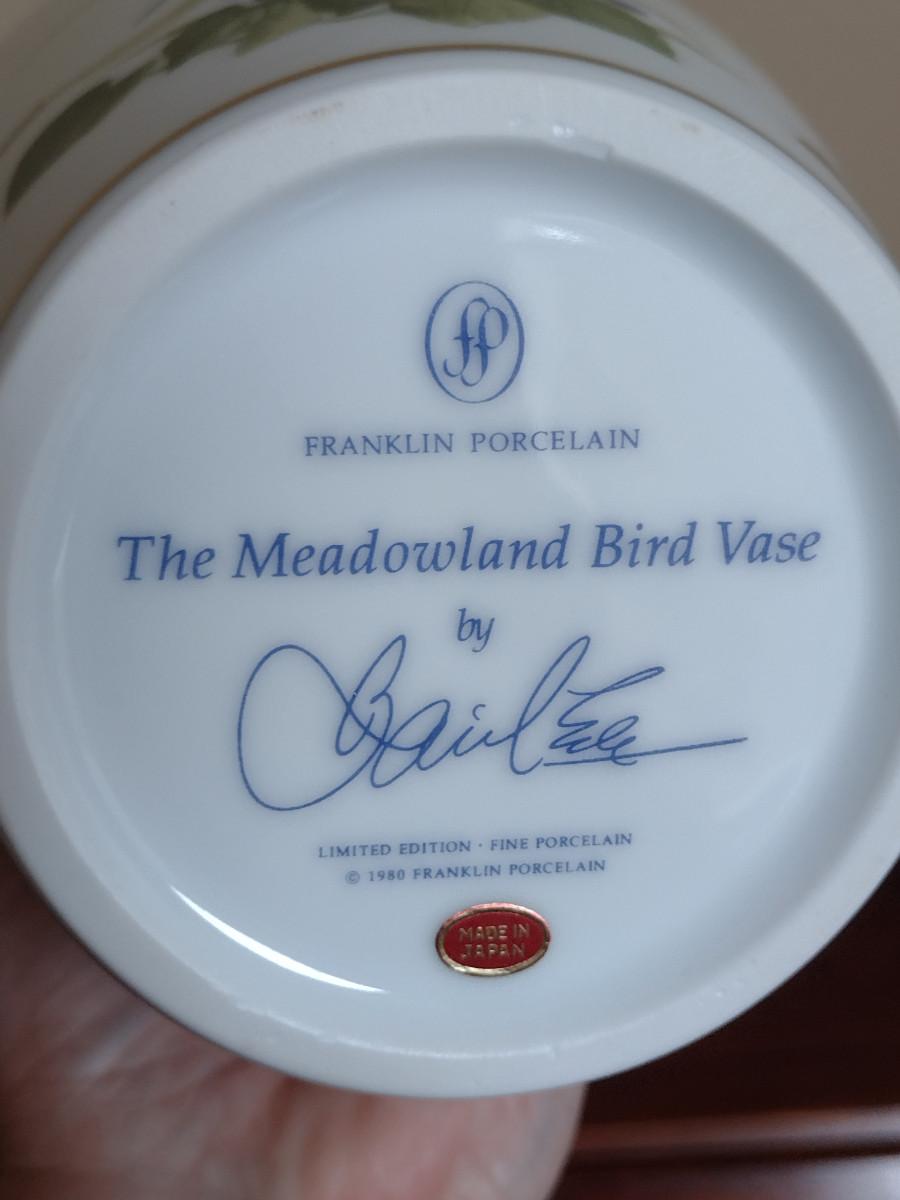 fp
FRANKLIN PORCELAIN
The Meadowland Bird Vase
by
LIMITED EDITION · FINE PORCELAIN
© 1980 FRANKLIN PORCELAIN
MADE IN
JAPAN